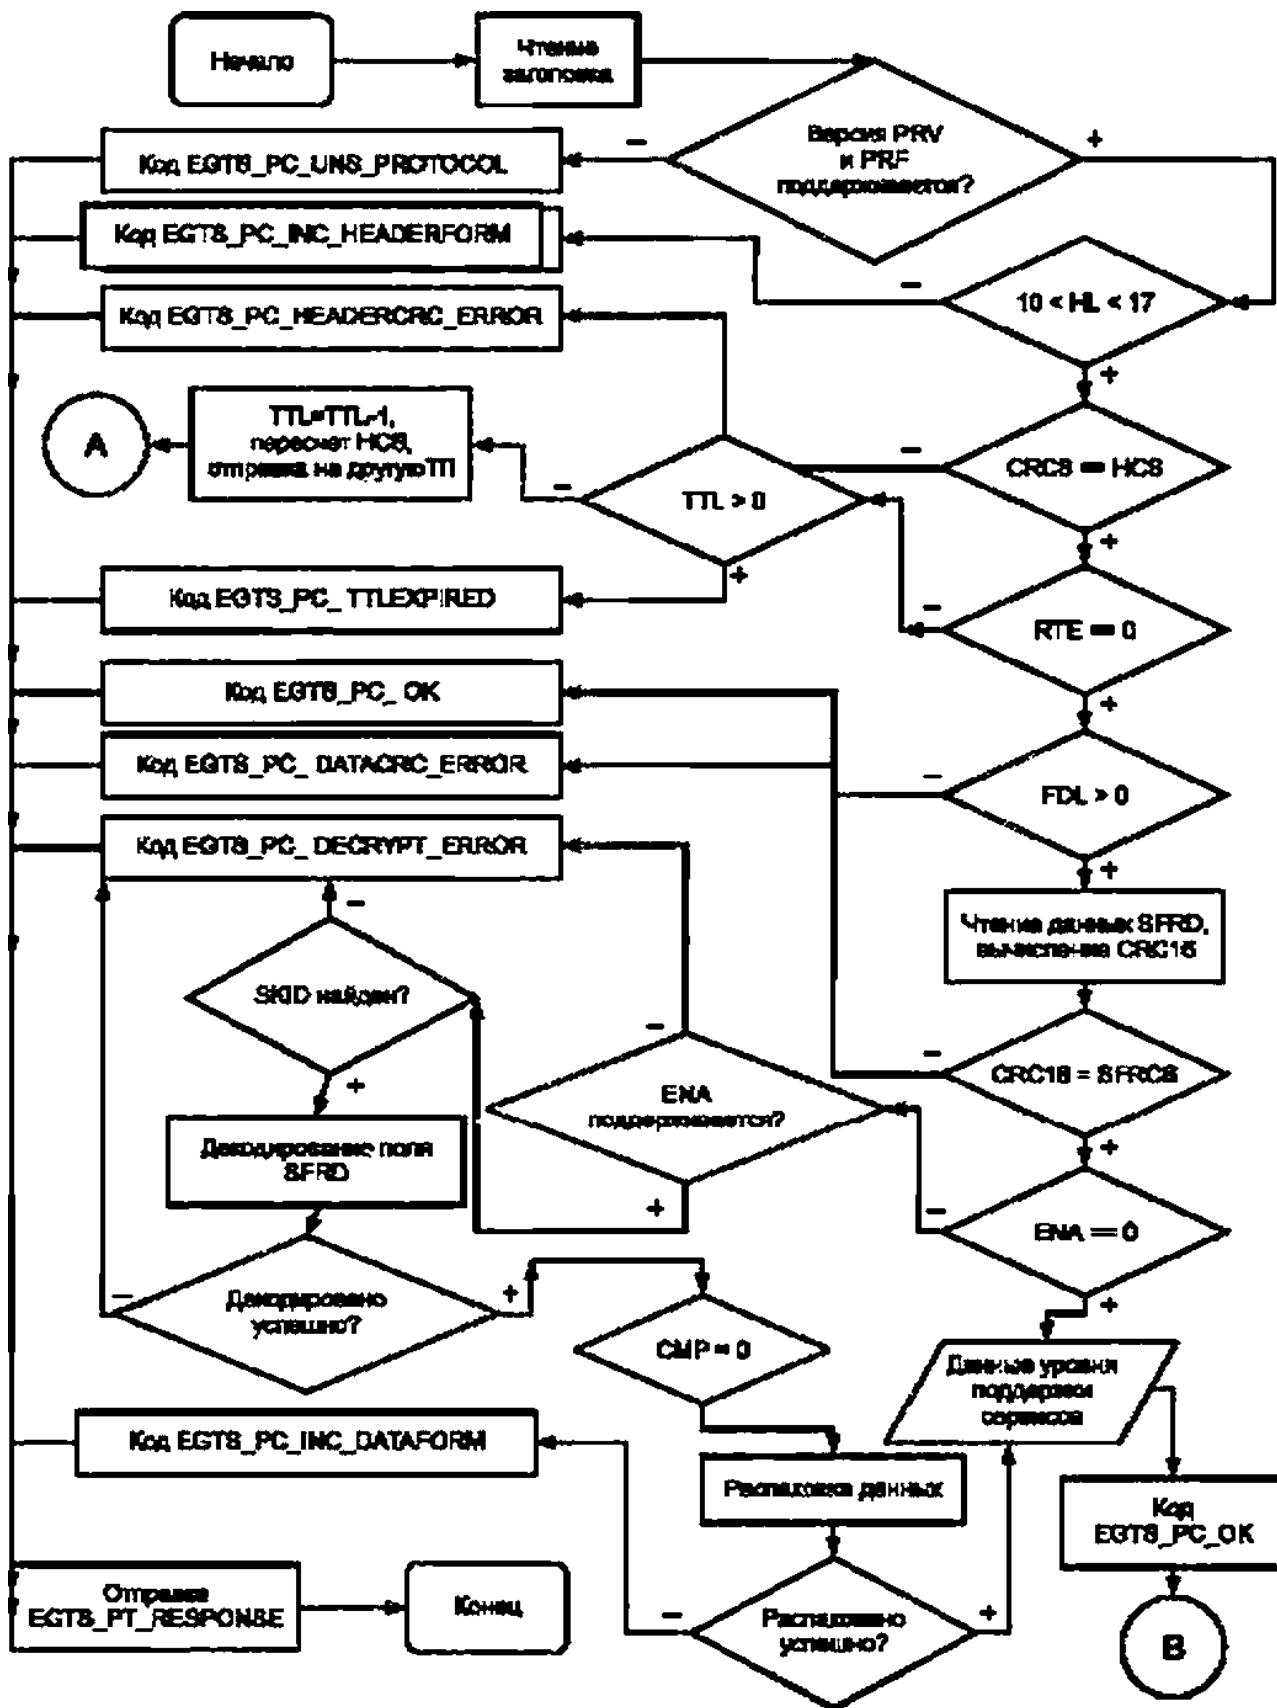 Начало
Чтение
заголовка
Версия PRV
и PRF
поддерживается?
−
+
Код EGTS_PC_UNS_PROTOCOL
Код EGTS_PC_INC_HEADERFORM
−
10 < HL < 17
+
Код EGTS_PC_HEADERCRC_ERROR
A
TTL=TTL-1,
пересчет HCS,
отправка на другую ТП
−
TTL > 0
+
−
CRC8 == HCS
+
Код EGTS_PC_ TTLEXPIRED
−
RTE == 0
+
Код EGTS_PC_ OK
Код EGTS_PC_ DATACRC_ERROR
−
FDL > 0
+
Код EGTS_PC_ DECRYPT_ERROR
−
Чтение данных SFRD,
вычисление CRC16
SKID найден?
+
−
ENA
поддерживается?
+
−
CRC16 = SFRCS
+
Декодирование поля
SFRD
−
ENA == 0
+
−
Декодировано
успешно?
+
CMP = 0
Данные уровня
поддержки
сервисов
Код EGTS_PC_INC_DATAFORM
Распаковка данных
Код
EGTS_PC_OK
Отправка
EGTS_PT_RESPONSE
Конец
−
Распаковано
успешно?
+
B